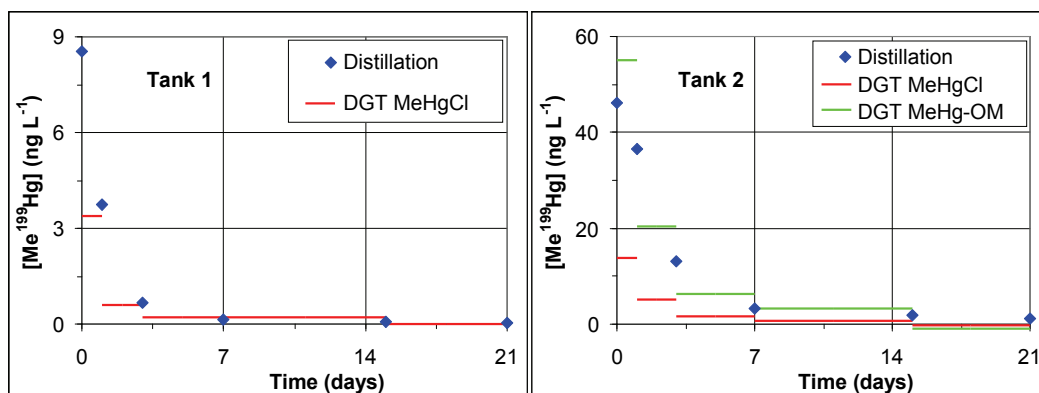 Tank 1
Distillation
DGT MeHgCl
[Me¹⁹⁹Hg] (ng L⁻¹)
9
6
3
0
0 7 14 21
Time (days)
Tank 2
Distillation
DGT MeHgCl
DGT MeHg-OM
[Me¹⁹⁹Hg] (ng L⁻¹)
60
40
20
0
0 7 14 21
Time (days)